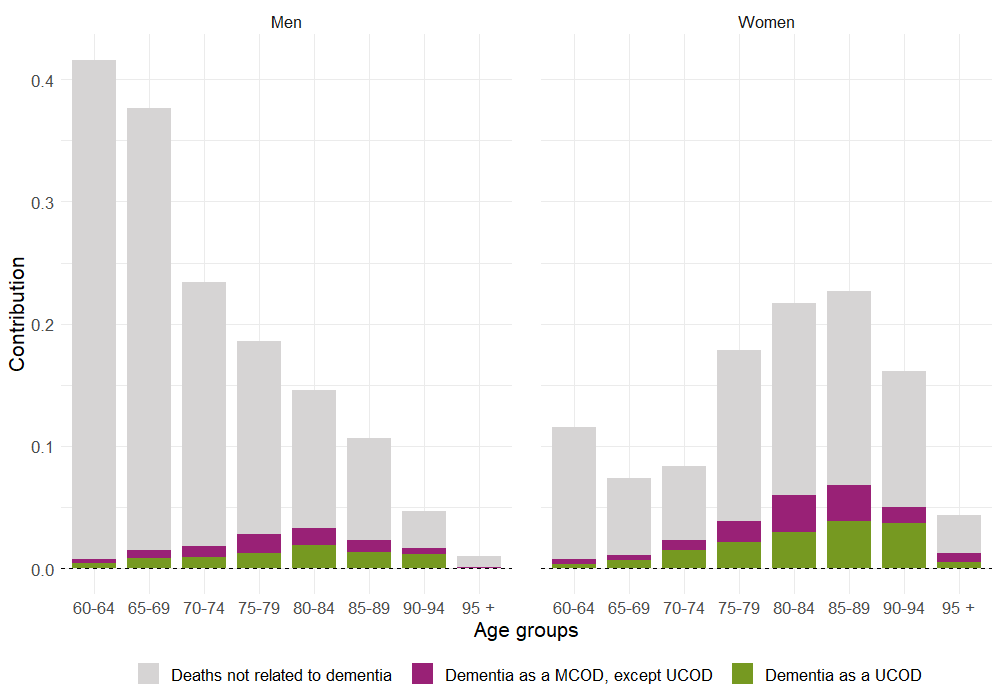 Men Women
Contribution
0.4
0.3
0.2
0.1
0.0
60-64 65-69 70-74 75-79 80-84 85-89 90-94 95 + 60-64 65-69 70-74 75-79 80-84 85-89 90-94 95 +
Age groups
Deaths not related to dementia Dementia as a MCOD, except UCOD Dementia as a UCOD